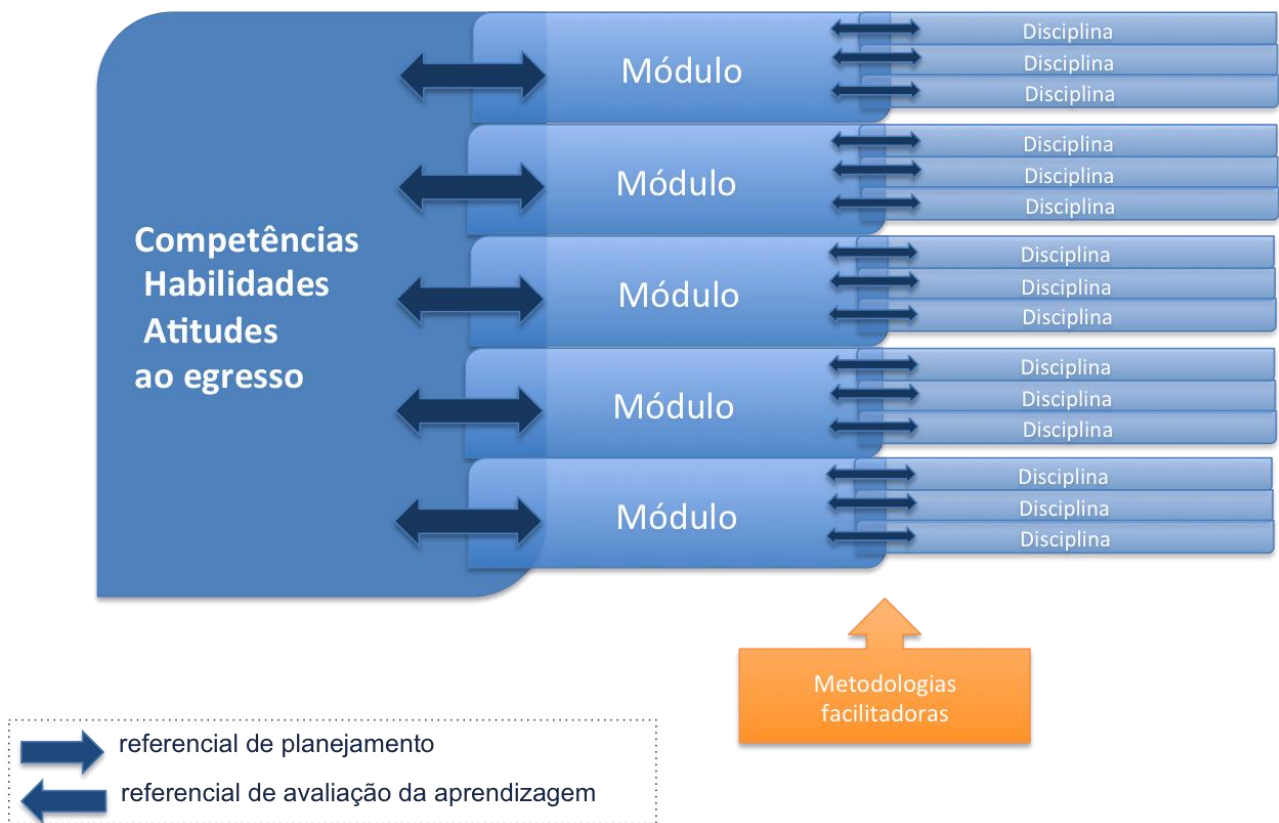 Competências
Habilidades
Atitudes
ao egresso
Módulo
Disciplina
Disciplina
Disciplina
Módulo
Disciplina
Disciplina
Disciplina
Módulo
Disciplina
Disciplina
Disciplina
Módulo
Disciplina
Disciplina
Disciplina
Módulo
Disciplina
Disciplina
Disciplina
Metodologias
facilitadoras
referencial de planejamento
referencial de avaliação da aprendizagem